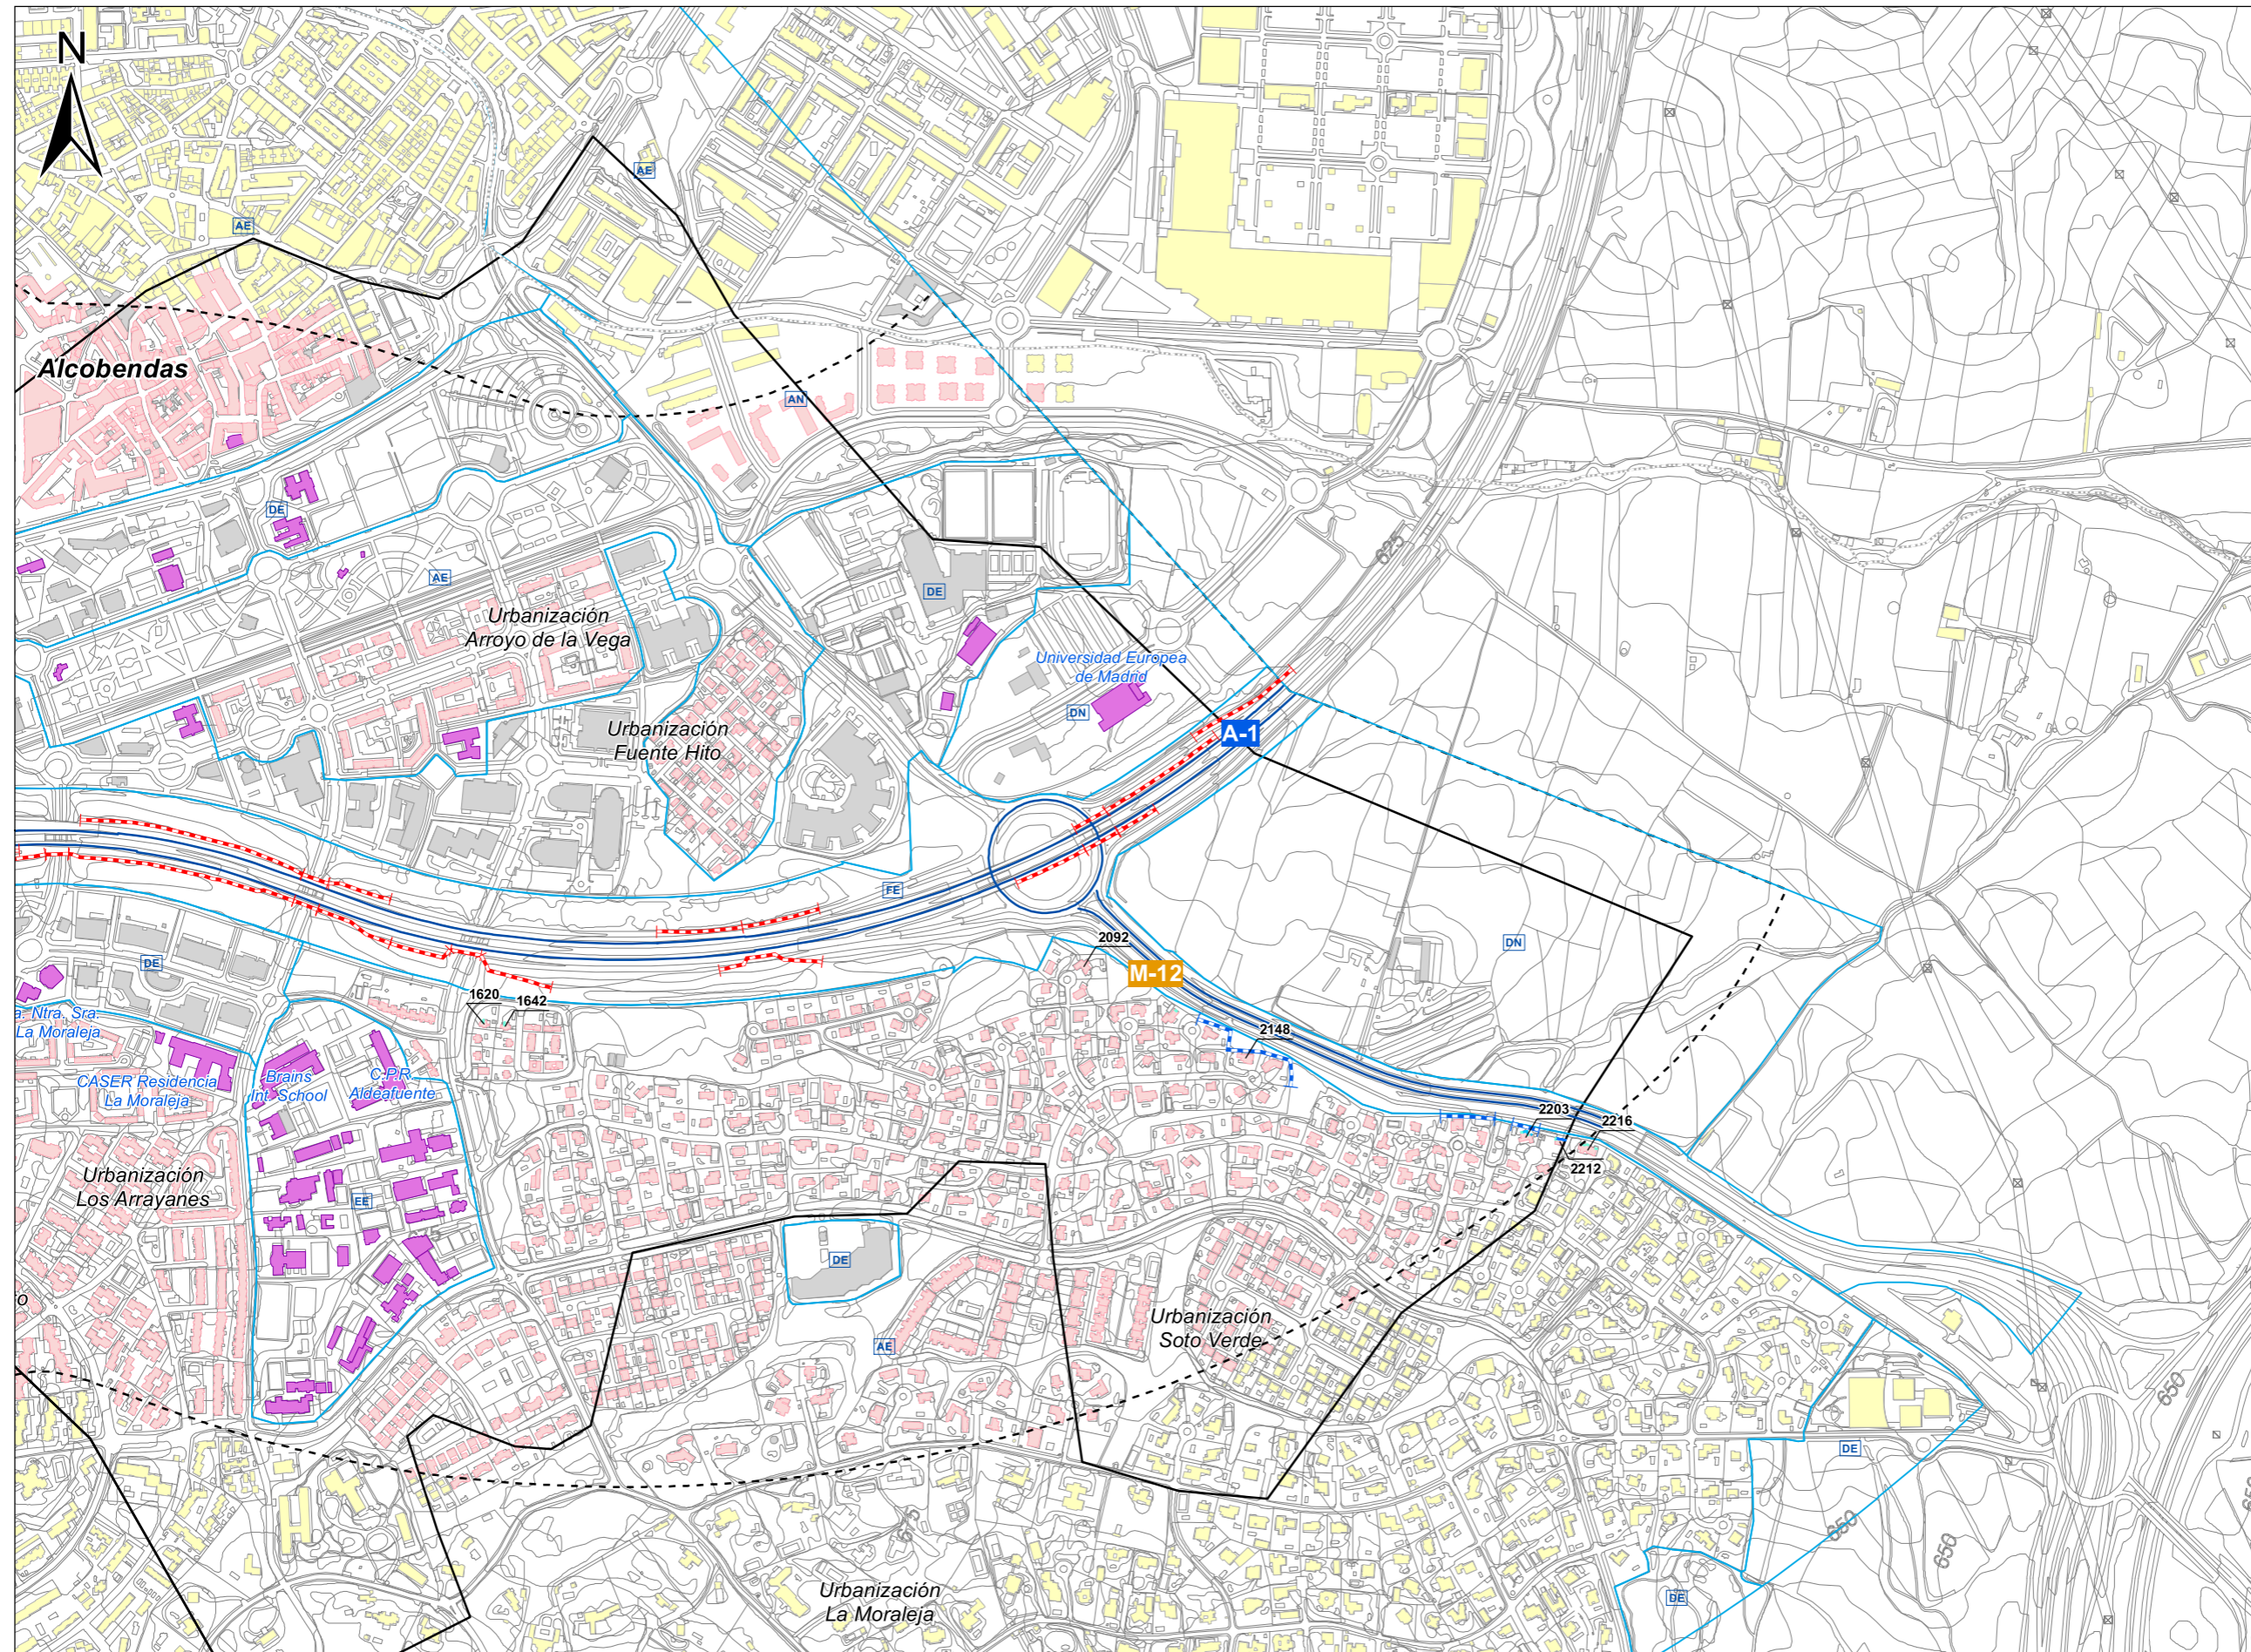 N
AE
AE
Alcobendas
AN
625
DE
AE
DE
Urbanización
Arroyo de la Vega
Universidad Europea
de Madrid
DN
Urbanización
Fuente Hito
A-1
FE
2092
DN
DE
M-12
1620
1642
a. Ntra. Sra.
La Moraleja
2148
CASER Residencia
La Moraleja
Brains
Int. School
C.P.R.
Aldeafuente
2203
2216
2212
Urbanización
Los Arrayanes
EE
DE
ro
Urbanización
Soto Verde
AE
650
DE
675
650
650
650
Urbanización
La Moraleja
DE